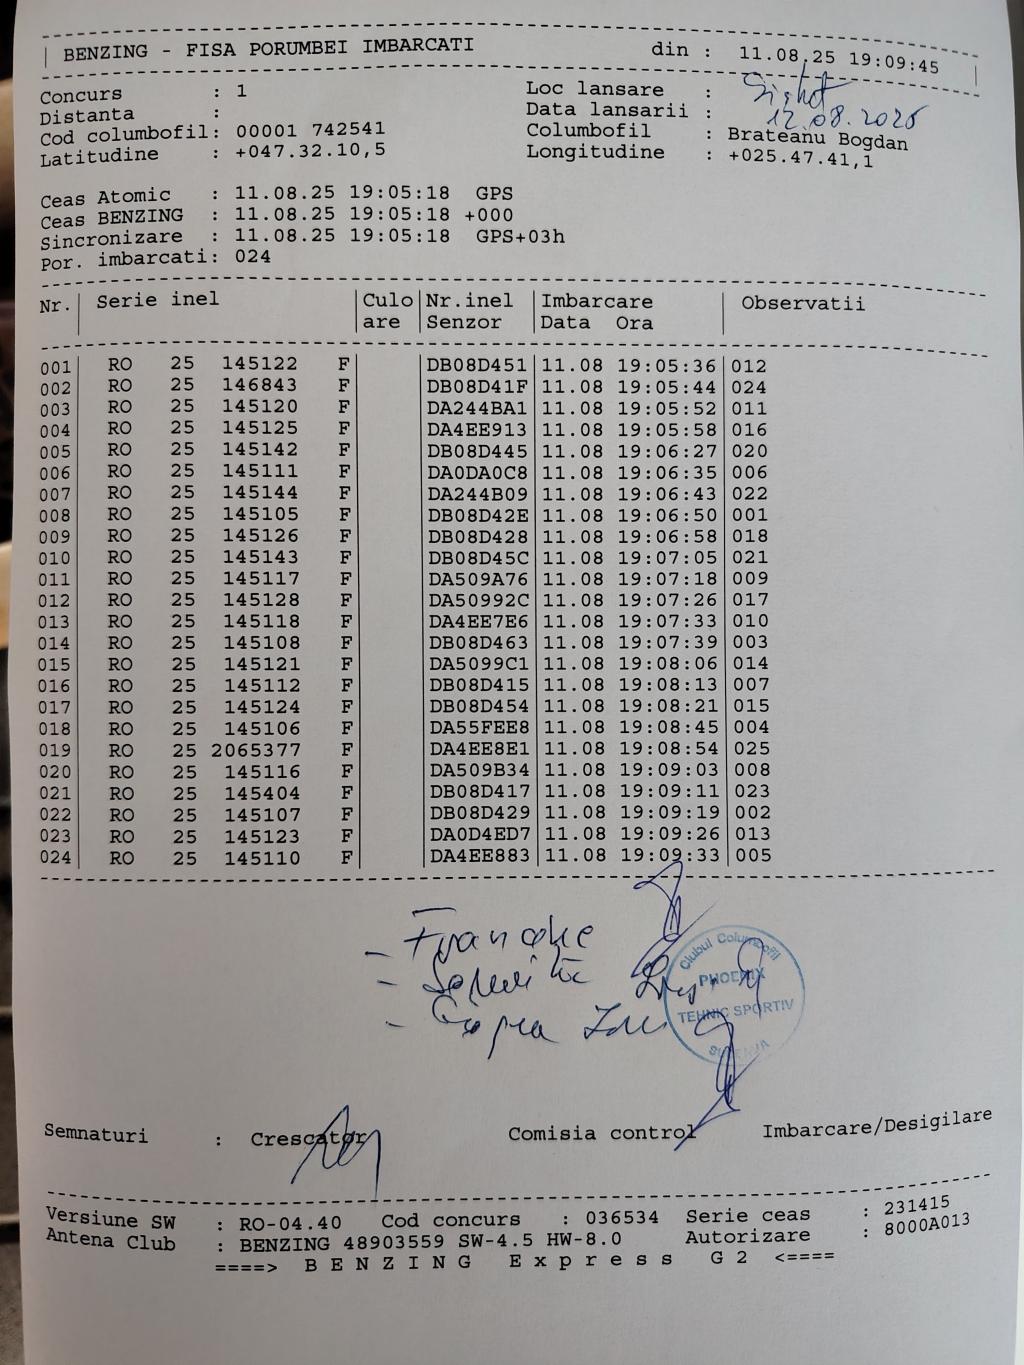 BENZING - FISA PORUMBEI IMBARCATI din : 11.08.25 19:09:45
Concurs : 1 Loc lansare : Sighet
Distanta : Data lansarii : 12.08.2025
Cod columbofil: 00001 742541 Columbofil : Brateanu Bogdan
Latitudine : +047.32.10,5 Longitudine : +025.47.41,1
Ceas Atomic : 11.08.25 19:05:18 GPS
Ceas BENZING : 11.08.25 19:05:18 +000
Sincronizare : 11.08.25 19:05:18 GPS+03h
Por. imbarcati: 024
Nr. Serie inel Culo Nr.inel Imbarcare Observatii
are Senzor Data Ora
001 RO 25 145122 F DB08D451 11.08 19:05:36 012
002 RO 25 146843 F DB08D41F 11.08 19:05:44 024
003 RO 25 145120 F DA244BA1 11.08 19:05:52 011
004 RO 25 145125 F DA4EE913 11.08 19:05:58 016
005 RO 25 145142 F DB08D445 11.08 19:06:27 020
006 RO 25 145111 F DA0DA0C8 11.08 19:06:35 006
007 RO 25 145144 F DA244B09 11.08 19:06:43 022
008 RO 25 145105 F DB08D42E 11.08 19:06:50 001
009 RO 25 145126 F DB08D428 11.08 19:06:58 018
010 RO 25 145143 F DB08D45C 11.08 19:07:05 021
011 RO 25 145117 F DA509A76 11.08 19:07:18 009
012 RO 25 145128 F DA50992C 11.08 19:07:26 017
013 RO 25 145118 F DA4EE7E6 11.08 19:07:33 010
014 RO 25 145108 F DB08D463 11.08 19:07:39 003
015 RO 25 145121 F DA5099C1 11.08 19:08:06 014
016 RO 25 145112 F DB08D415 11.08 19:08:13 007
017 RO 25 145124 F DB08D454 11.08 19:08:21 015
018 RO 25 145106 F DA55FEE8 11.08 19:08:45 004
019 RO 25 2065377 F DA4EE8E1 11.08 19:08:54 025
020 RO 25 145116 F DA509B34 11.08 19:09:03 008
021 RO 25 145404 F DB08D417 11.08 19:09:11 023
022 RO 25 145107 F DB08D429 11.08 19:09:19 002
023 RO 25 145123 F DA0D4ED7 11.08 19:09:26 013
024 RO 25 145110 F DA4EE883 11.08 19:09:33 005
Clubul Columbofil
PHOENIX
TEHNIC SPORTIV
Semnaturi : Crescator Comisia control Imbarcare/Desigilare
Versiune SW : RO-04.40 Cod concurs : 036534 Serie ceas : 231415
Antena Club : BENZING 48903559 SW-4.5 HW-8.0 Autorizare : 8000A013
====> B E N Z I N G E x p r e s s G 2 <====